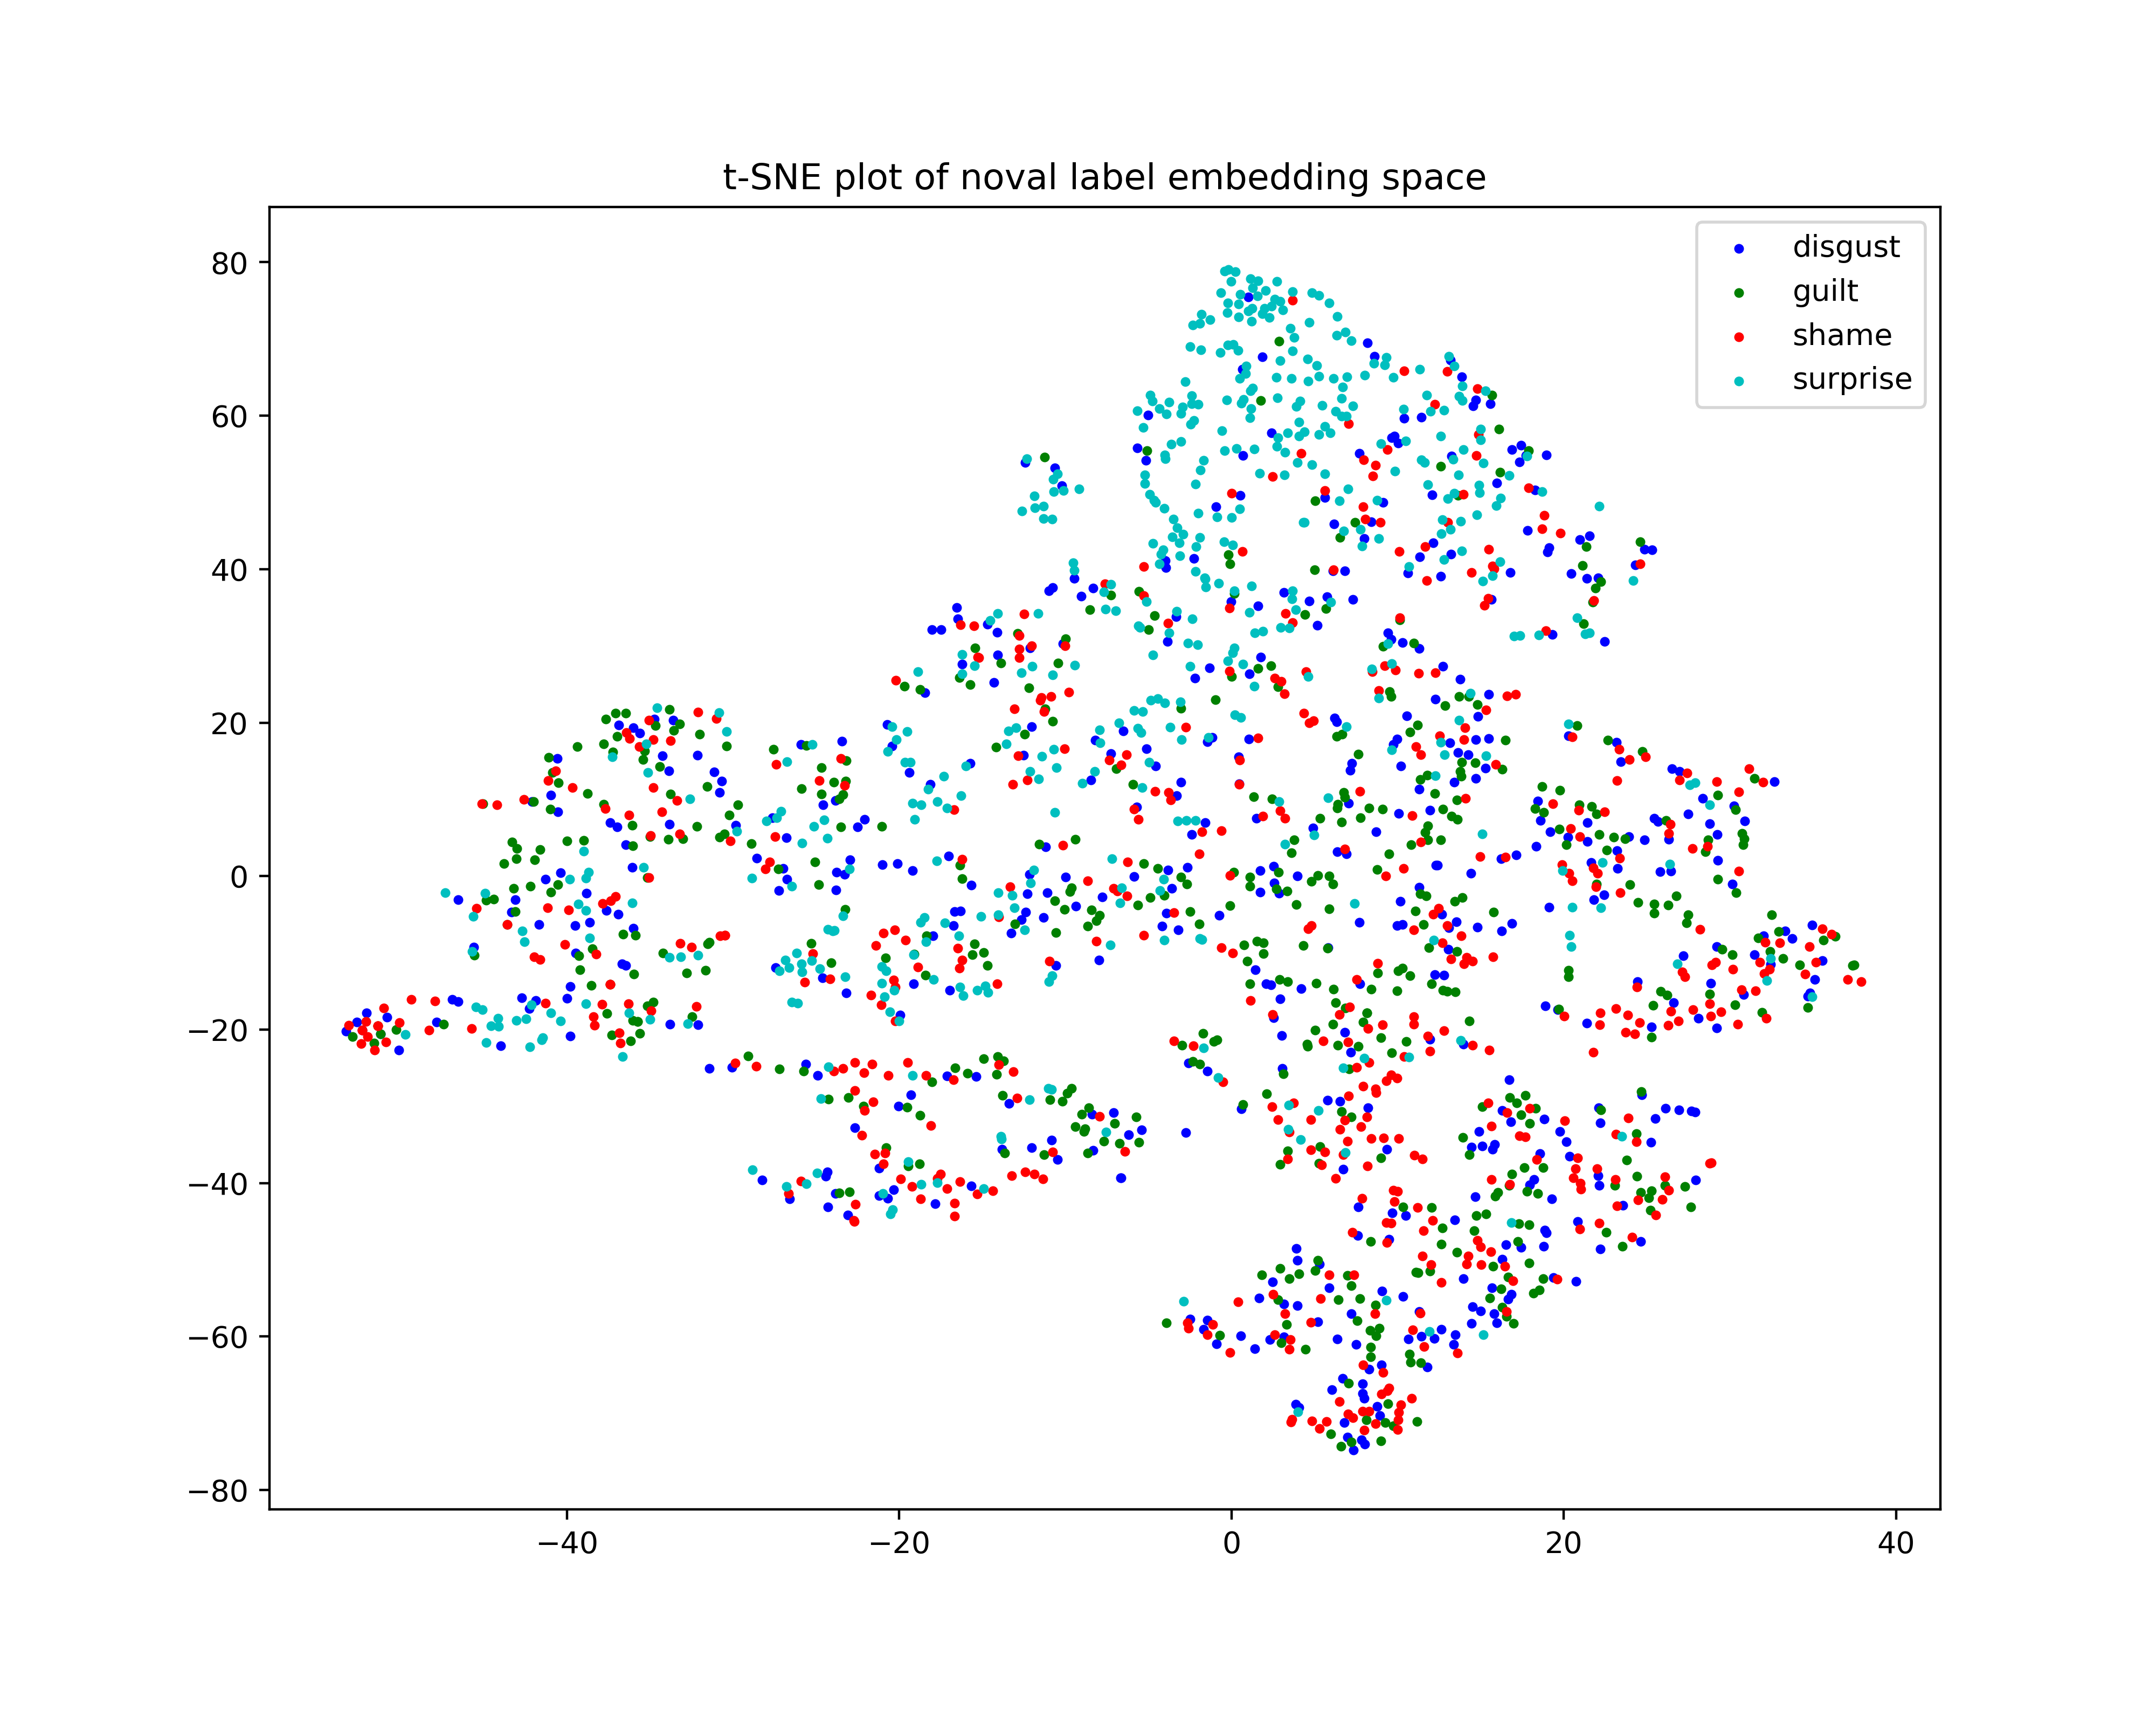 t-SNE plot of noval label embedding space
disgust
guilt
shame
surprise
80
60
40
20
0
−20
−40
−60
−80
−40 −20 0 20 40